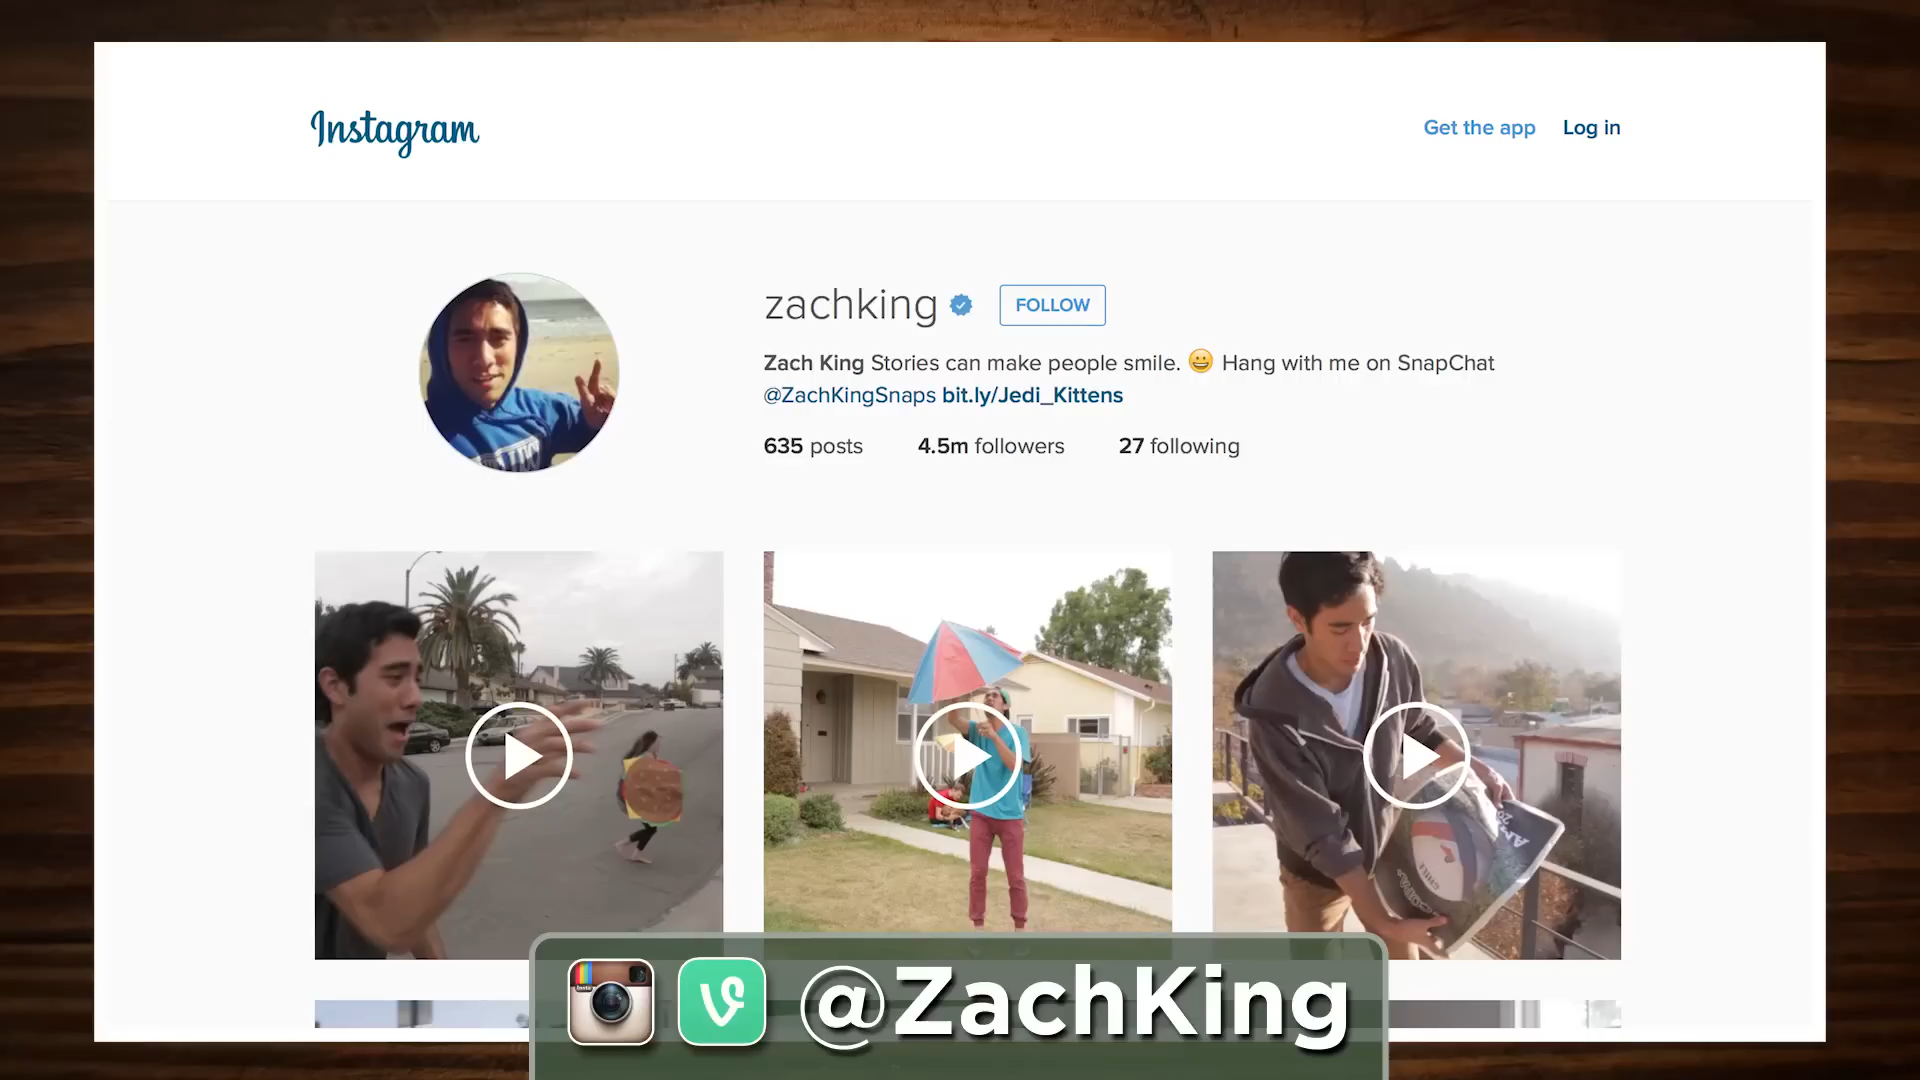 Instagram
Get the app Log in
zachking FOLLOW
Zach King Stories can make people smile. 😀 Hang with me on SnapChat
@ZachKingSnaps bit.ly/Jedi_Kittens
635 posts 4.5m followers 27 following
CHILL
@ZachKing